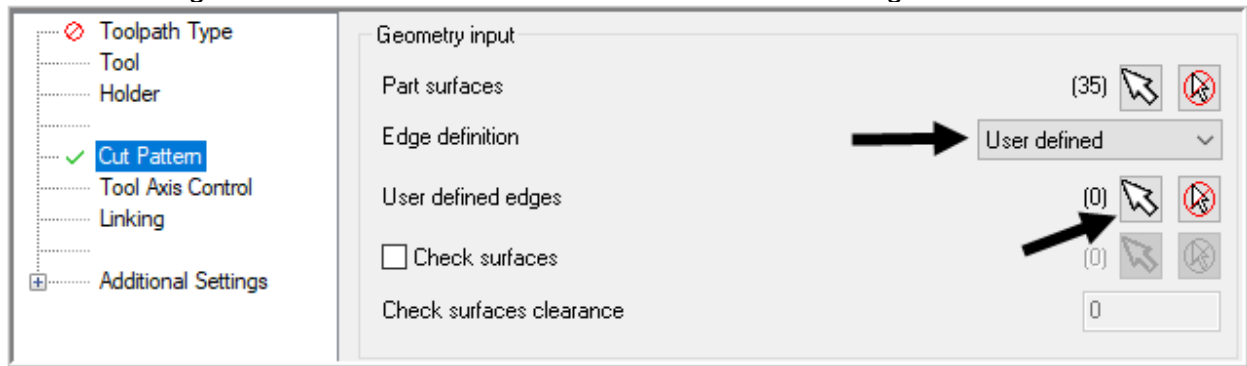 Toolpath Type
Tool
Holder
Cut Pattern
Tool Axis Control
Linking
Additional Settings
Geometry input
Part surfaces (35)
Edge definition User defined
User defined edges (0)
Check surfaces (0)
Check surfaces clearance 0